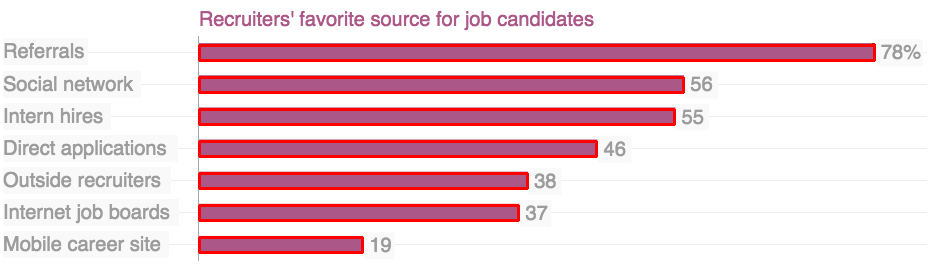 Recruiters' favorite source for job candidates
Referrals 78%
Social network 56
Intern hires 55
Direct applications 46
Outside recruiters 38
Internet job boards 37
Mobile career site 19